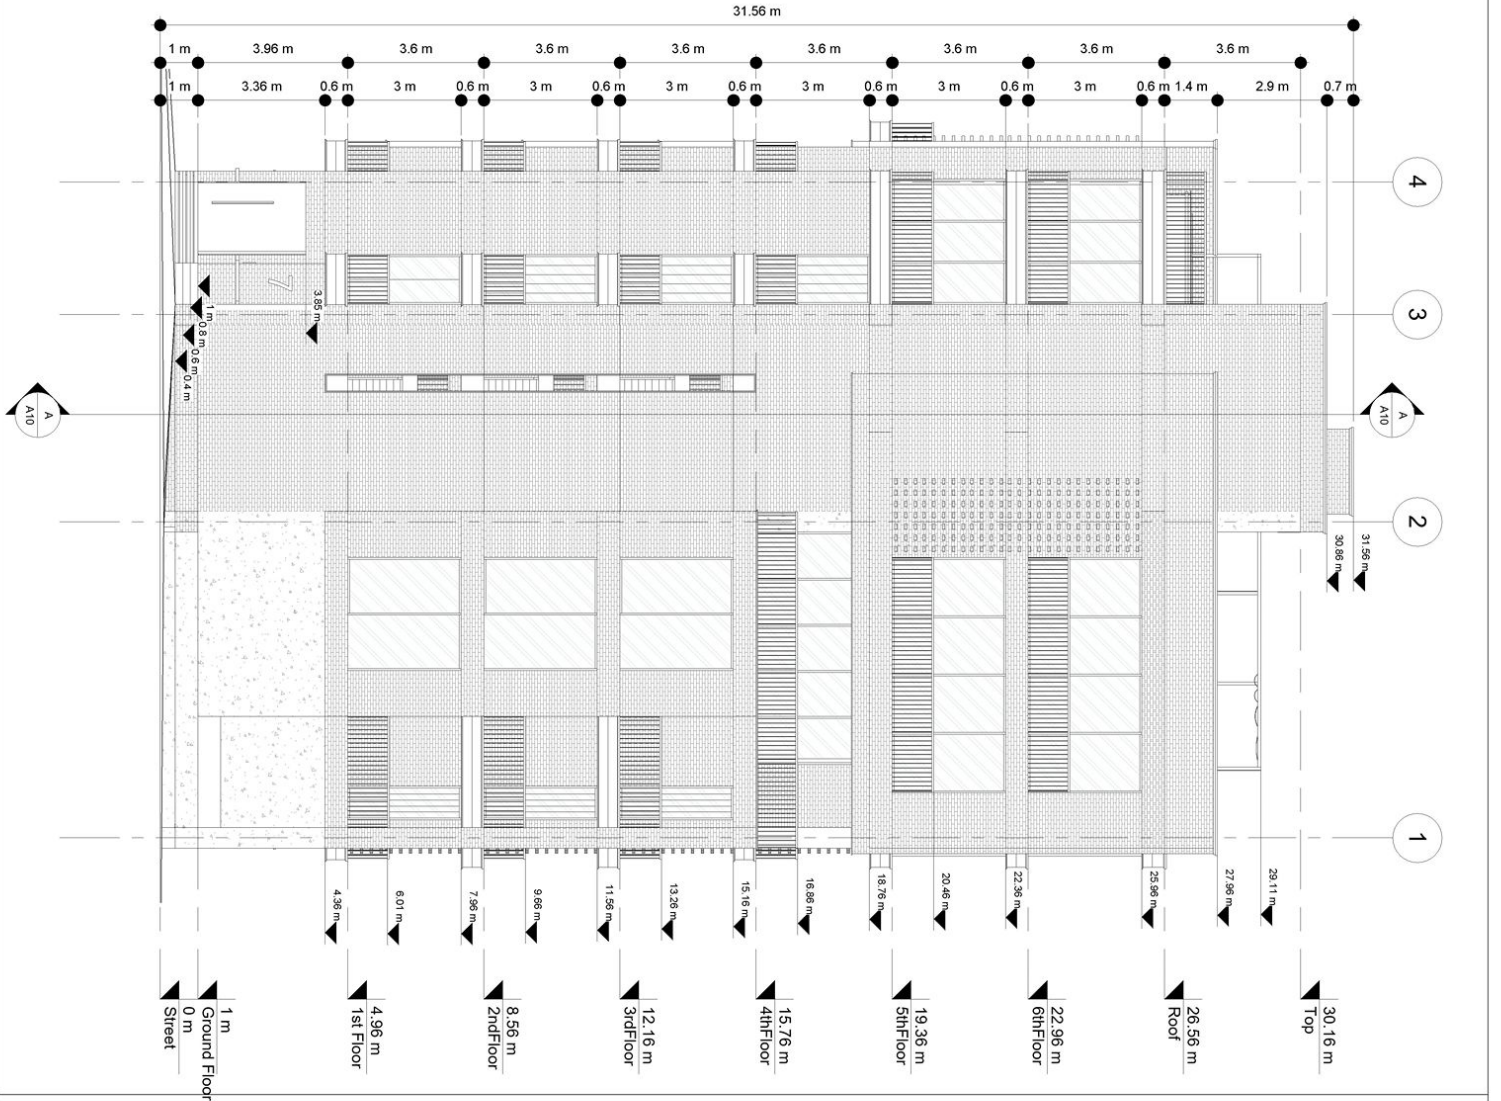 31.56 m
1 m
3.96 m
3.6 m
3.6 m
3.6 m
3.6 m
3.6 m
3.6 m
3.6 m
1 m
3.36 m
0.6 m
3 m
0.6 m
3 m
0.6 m
3 m
0.6 m
3 m
0.6 m
3 m
0.6 m
3 m
0.6 m
1.4 m
2.9 m
0.7 m
4
3
2
1
7
1 m
0.8 m
0.6 m
0.4 m
3.85 m
A
A10
A
A10
31.56 m
30.86 m
4.36 m
6.01 m
7.96 m
9.66 m
11.56 m
13.26 m
15.16 m
16.86 m
18.76 m
20.46 m
22.36 m
25.96 m
27.96 m
29.11 m
0 m
Street
1 m
Ground Floor
4.96 m
1st Floor
8.56 m
2ndFloor
12.16 m
3rdFloor
15.76 m
4thFloor
19.36 m
5thFloor
22.96 m
6thFloor
26.56 m
Roof
30.16 m
Top